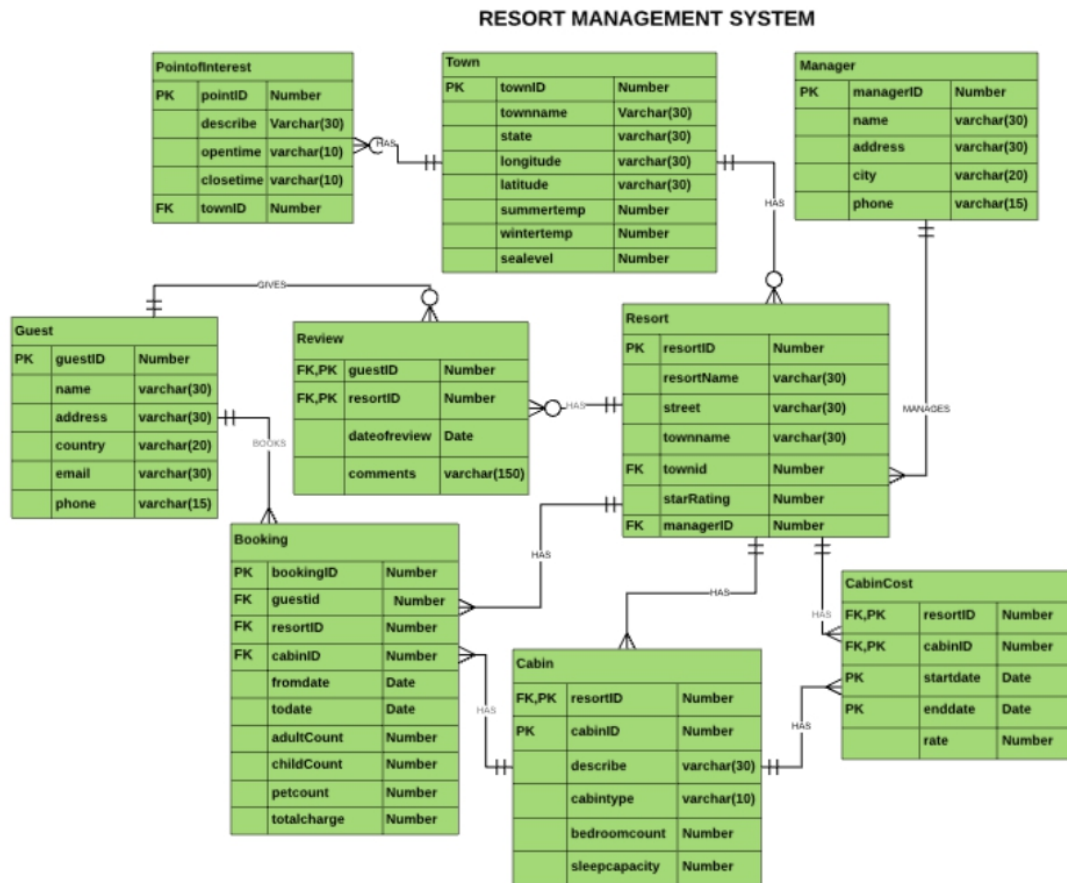 RESORT MANAGEMENT SYSTEM
PointofInterest
PK pointID Number
describe Varchar(30)
opentime varchar(10)
closetime varchar(10)
FK townID Number
HAS
Town
PK townID Number
townname Varchar(30)
state varchar(30)
longitude varchar(30)
latitude varchar(30)
summertemp Number
wintertemp Number
sealevel Number
HAS
Manager
PK managerID Number
name varchar(30)
address varchar(30)
city varchar(20)
phone varchar(15)
MANAGES
GIVES
Guest
PK guestID Number
name varchar(30)
address varchar(30)
country varchar(20)
email varchar(30)
phone varchar(15)
BOOKS
Review
FK,PK guestID Number
FK,PK resortID Number
dateofreview Date
comments varchar(150)
HAS
Resort
PK resortID Number
resortName varchar(30)
street varchar(30)
townname varchar(30)
FK townid Number
starRating Number
FK managerID Number
HAS
HAS
HAS
Booking
PK bookingID Number
FK guestid Number
FK resortID Number
FK cabinID Number
fromdate Date
todate Date
adultCount Number
childCount Number
petcount Number
totalcharge Number
HAS
Cabin
FK,PK resortID Number
PK cabinID Number
describe varchar(30)
cabintype varchar(10)
bedroomcount Number
sleepcapacity Number
HAS
CabinCost
FK,PK resortID Number
FK,PK cabinID Number
PK startdate Date
PK enddate Date
rate Number